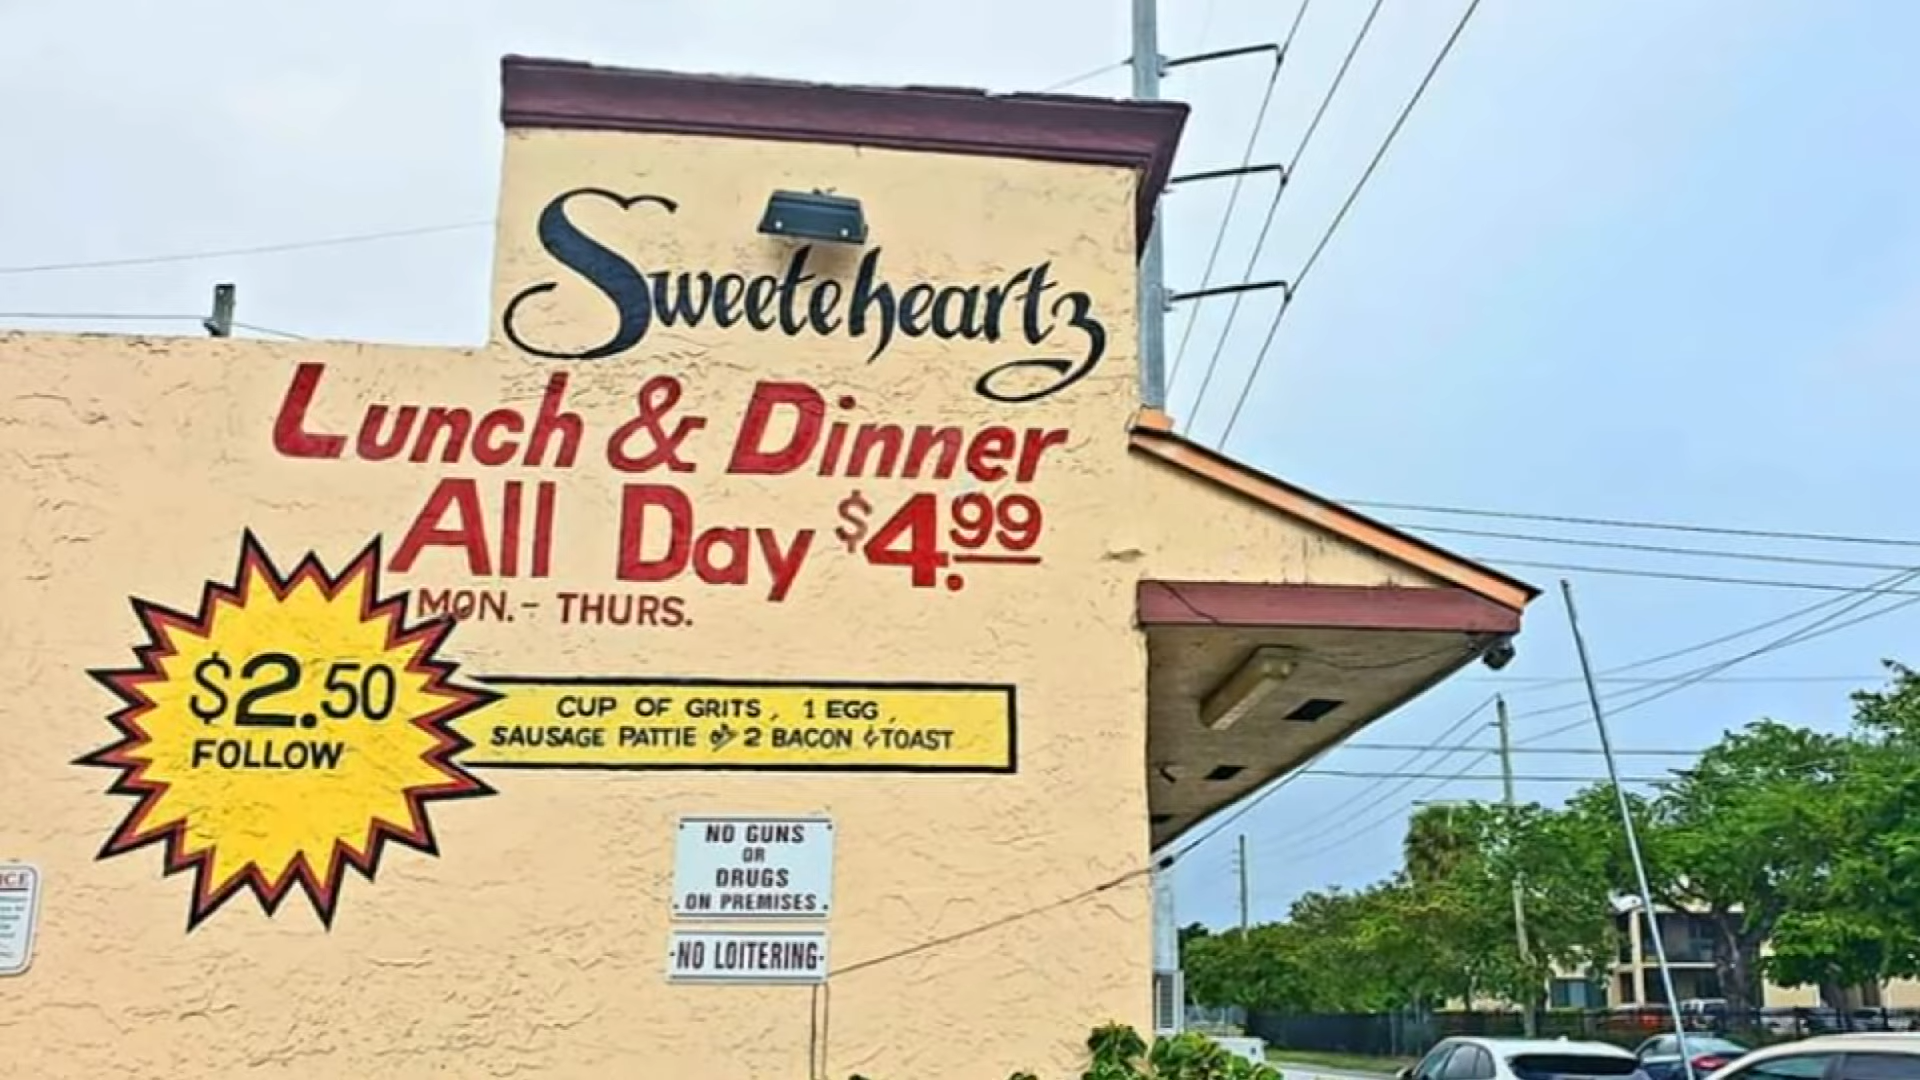 Sweeteheartz
Lunch & Dinner
All Day $4.99
MON. - THURS.
$2.50
FOLLOW
CUP OF GRITS, 1 EGG,
SAUSAGE PATTIE or 2 BACON & TOAST
NO GUNS
OR
DRUGS
ON PREMISES
NO LOITERING